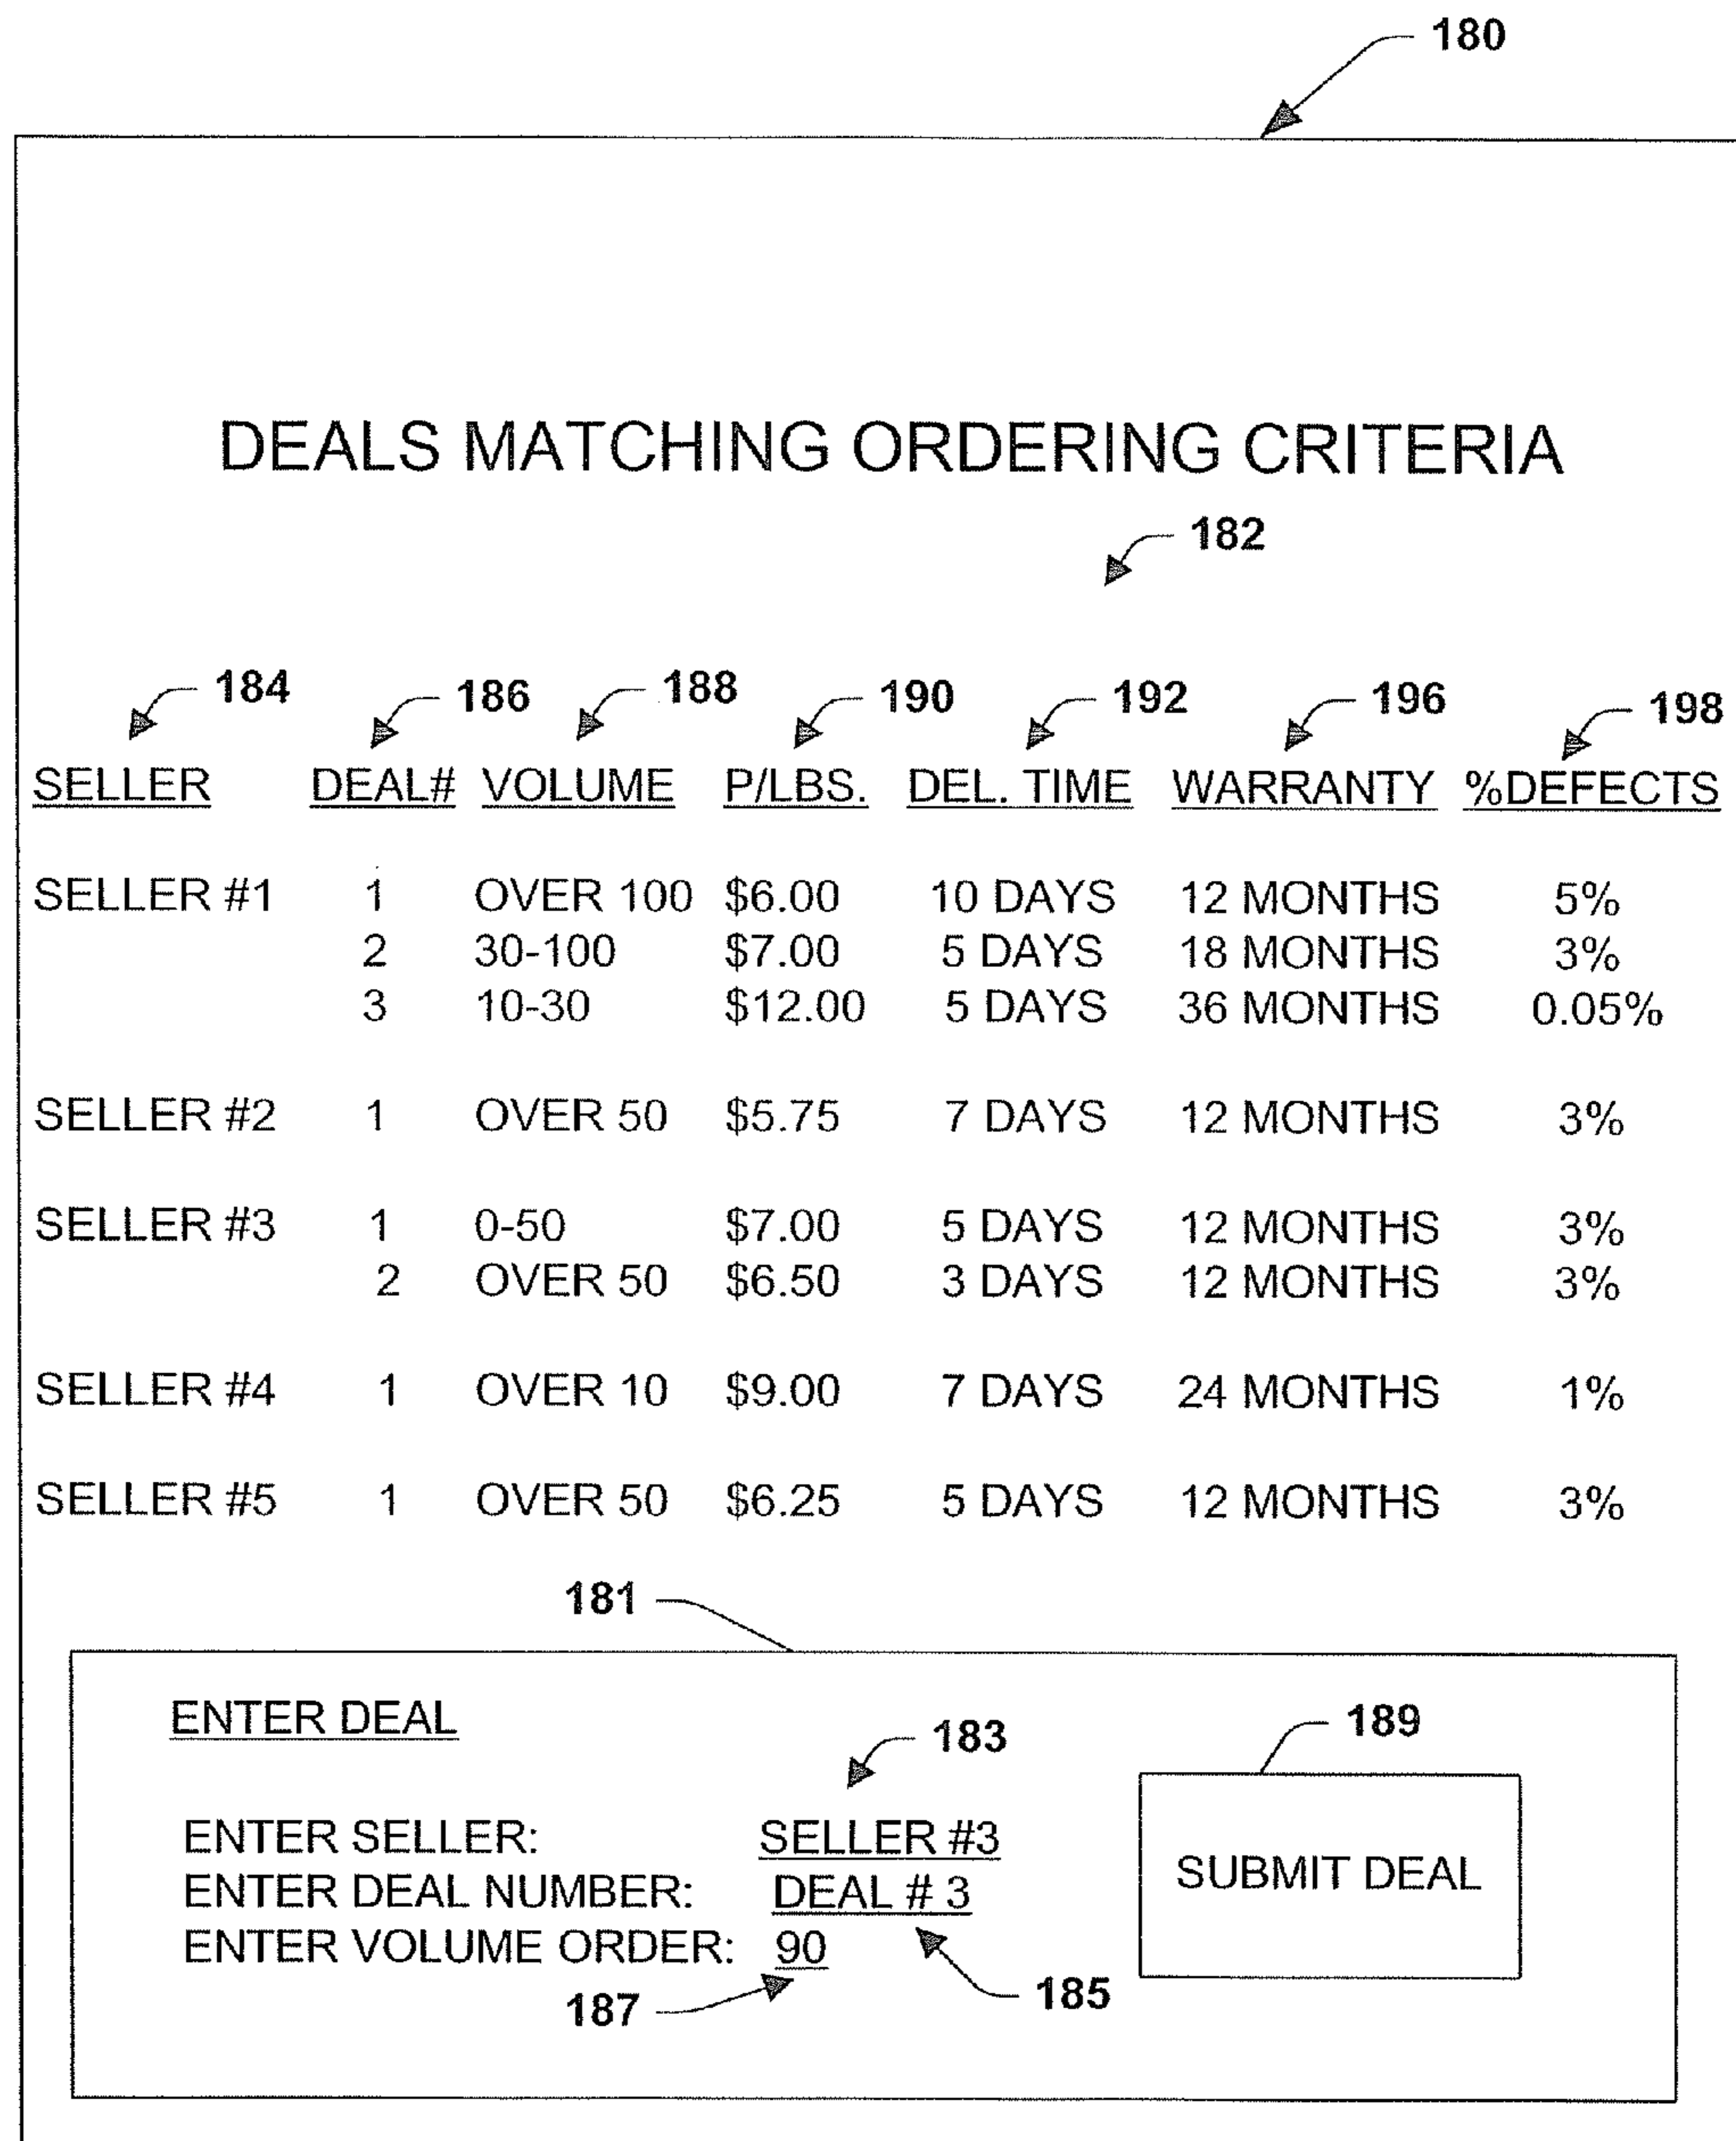 180
DEALS MATCHING ORDERING CRITERIA
182
184 186 188 190 192 196 198
SELLER DEAL# VOLUME P/LBS. DEL. TIME WARRANTY %DEFECTS
SELLER #1 1 OVER 100 $6.00 10 DAYS 12 MONTHS 5%
2 30-100 $7.00 5 DAYS 18 MONTHS 3%
3 10-30 $12.00 5 DAYS 36 MONTHS 0.05%
SELLER #2 1 OVER 50 $5.75 7 DAYS 12 MONTHS 3%
SELLER #3 1 0-50 $7.00 5 DAYS 12 MONTHS 3%
2 OVER 50 $6.50 3 DAYS 12 MONTHS 3%
SELLER #4 1 OVER 10 $9.00 7 DAYS 24 MONTHS 1%
SELLER #5 1 OVER 50 $6.25 5 DAYS 12 MONTHS 3%
181
ENTER DEAL
183 189
ENTER SELLER: SELLER #3
ENTER DEAL NUMBER: DEAL # 3
ENTER VOLUME ORDER: 90
SUBMIT DEAL
187 185